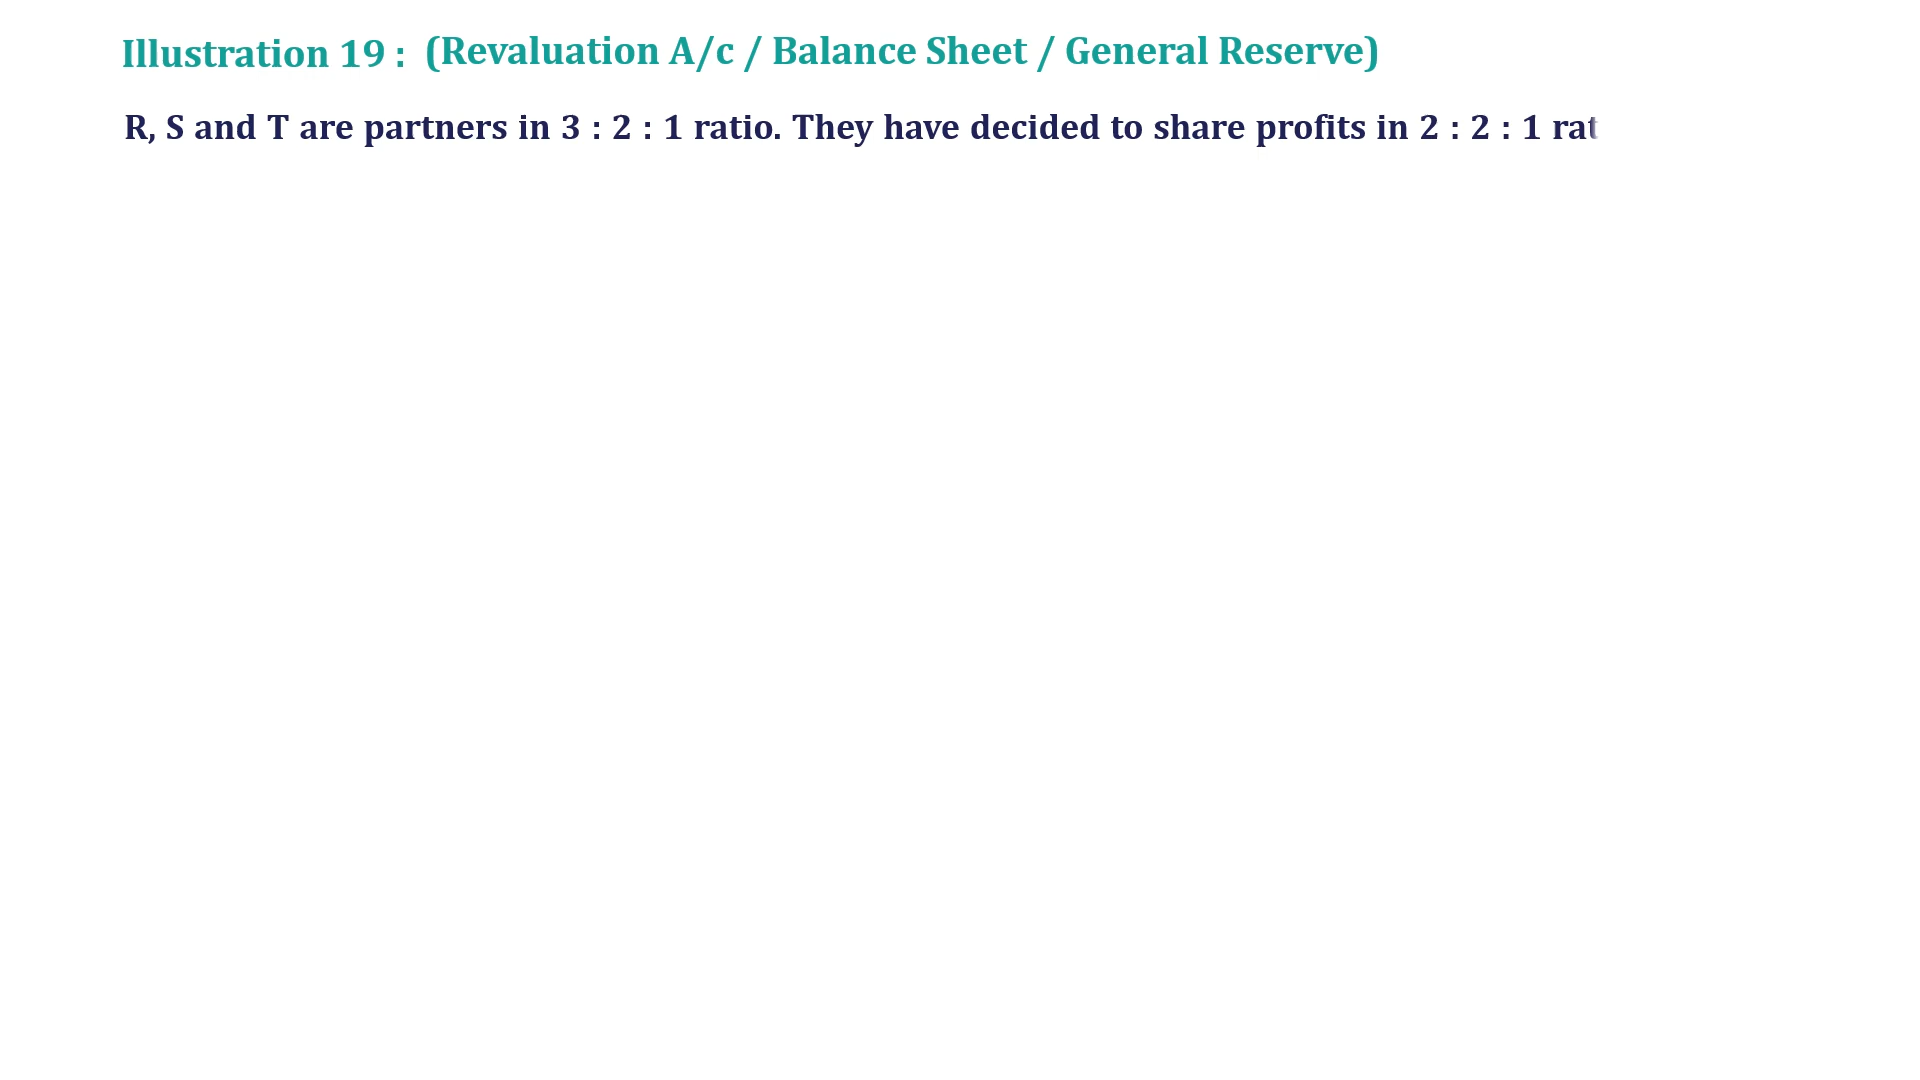 Illustration 19 : (Revaluation A/c / Balance Sheet / General Reserve)
R, S and T are partners in 3 : 2 : 1 ratio. They have decided to share profits in 2 : 2 : 1 rat